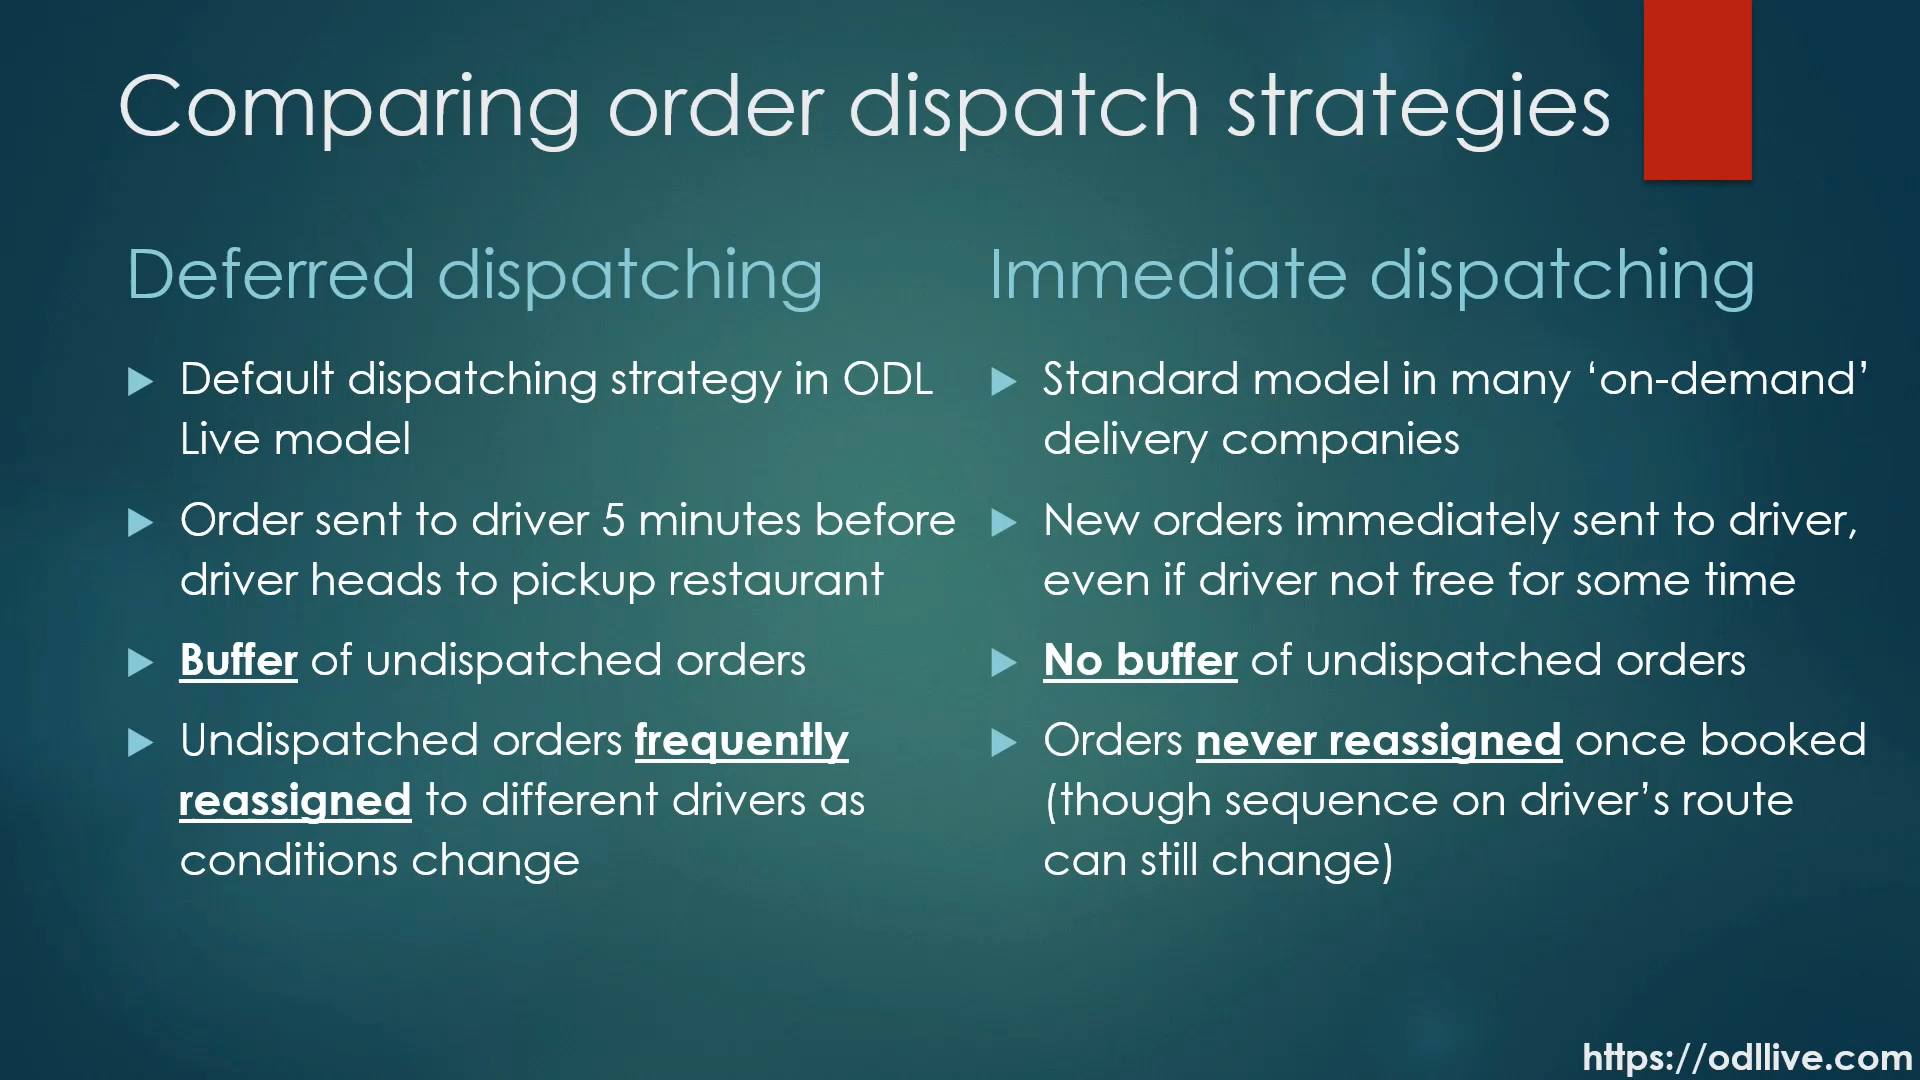 Comparing order dispatch strategies
Deferred dispatching
Default dispatching strategy in ODL
Live model
Order sent to driver 5 minutes before
driver heads to pickup restaurant
Buffer of undispatched orders
Undispatched orders frequently
reassigned to different drivers as
conditions change
Immediate dispatching
Standard model in many ‘on-demand’
delivery companies
New orders immediately sent to driver,
even if driver not free for some time
No buffer of undispatched orders
Orders never reassigned once booked
(though sequence on driver’s route
can still change)
https://odllive.com